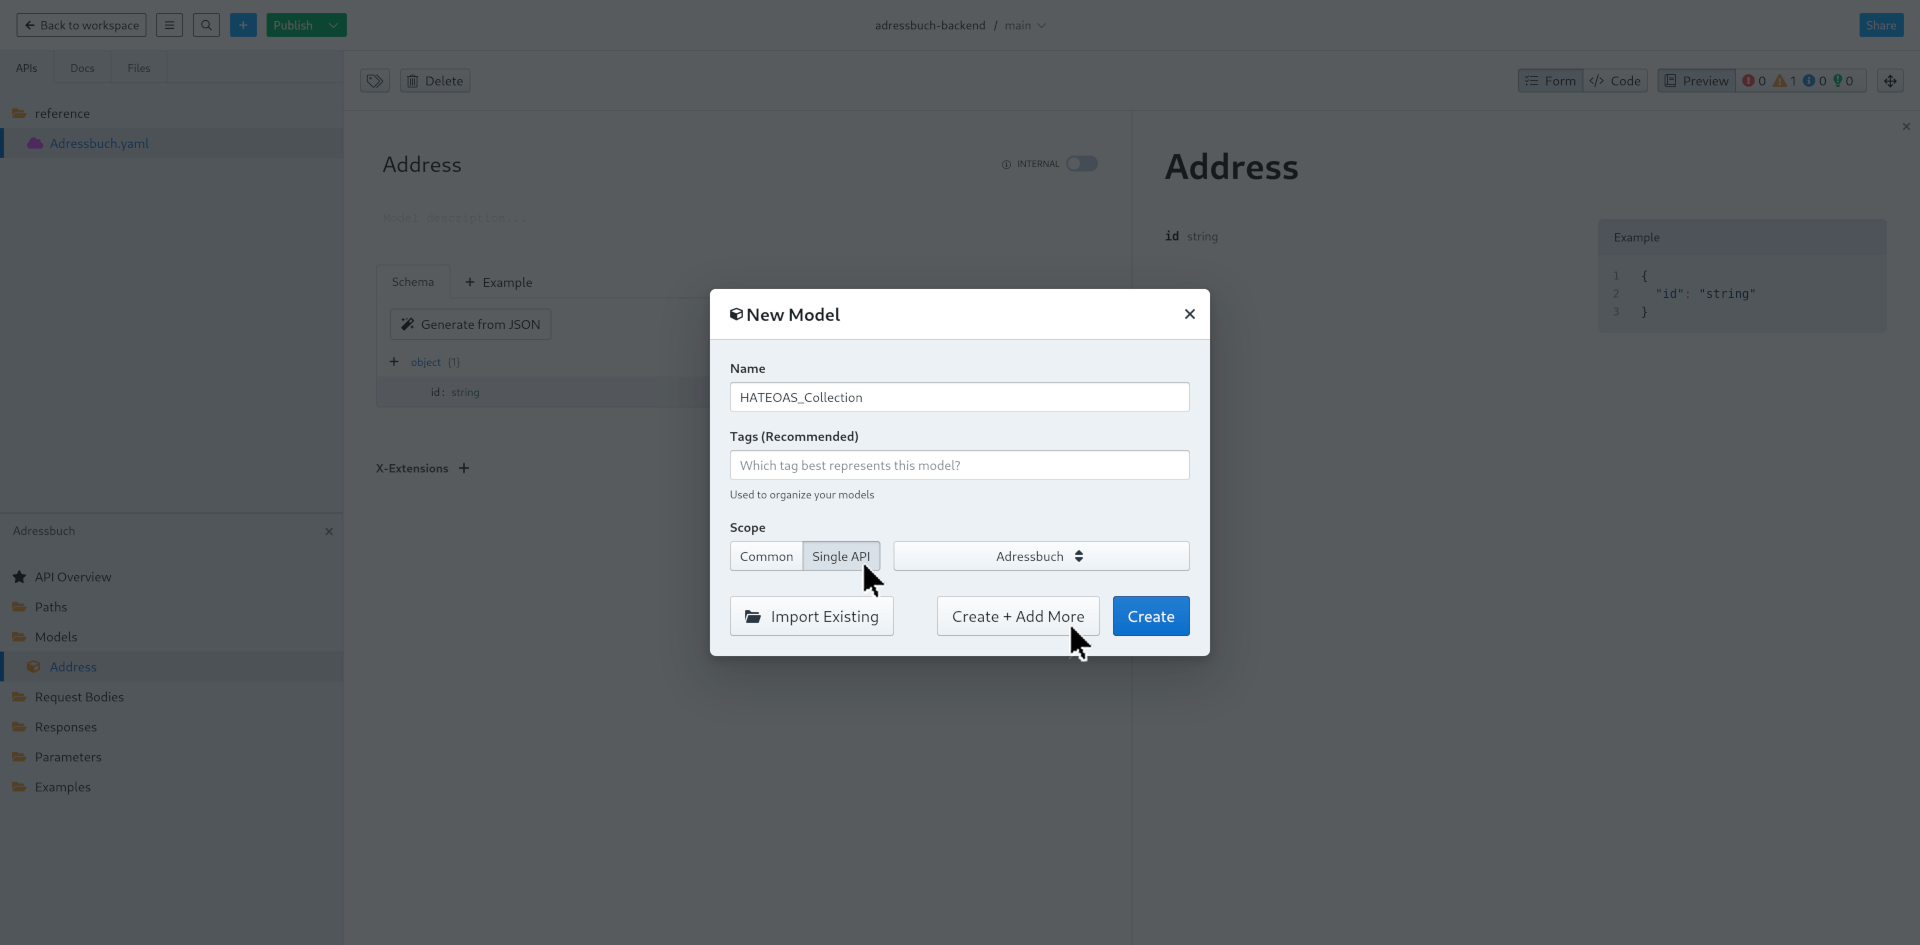 Back to workspace
Publish
adressbuch-backend / main
Share
APIs Docs Files
Delete
Form
</> Code
Preview 0 1 0 0
reference
Adressbuch.yaml
Address
INTERNAL
Model description...
Schema
+ Example
Generate from JSON
+ object {1}
id: string
X-Extensions +
Address
id string
Example
1 {
2 "id": "string"
3 }
New Model
Name
HATEOAS_Collection
Tags (Recommended)
Which tag best represents this model?
Used to organize your models
Scope
Common Single API Adressbuch
Import Existing Create + Add More Create
Adressbuch
API Overview
Paths
Models
Address
Request Bodies
Responses
Parameters
Examples